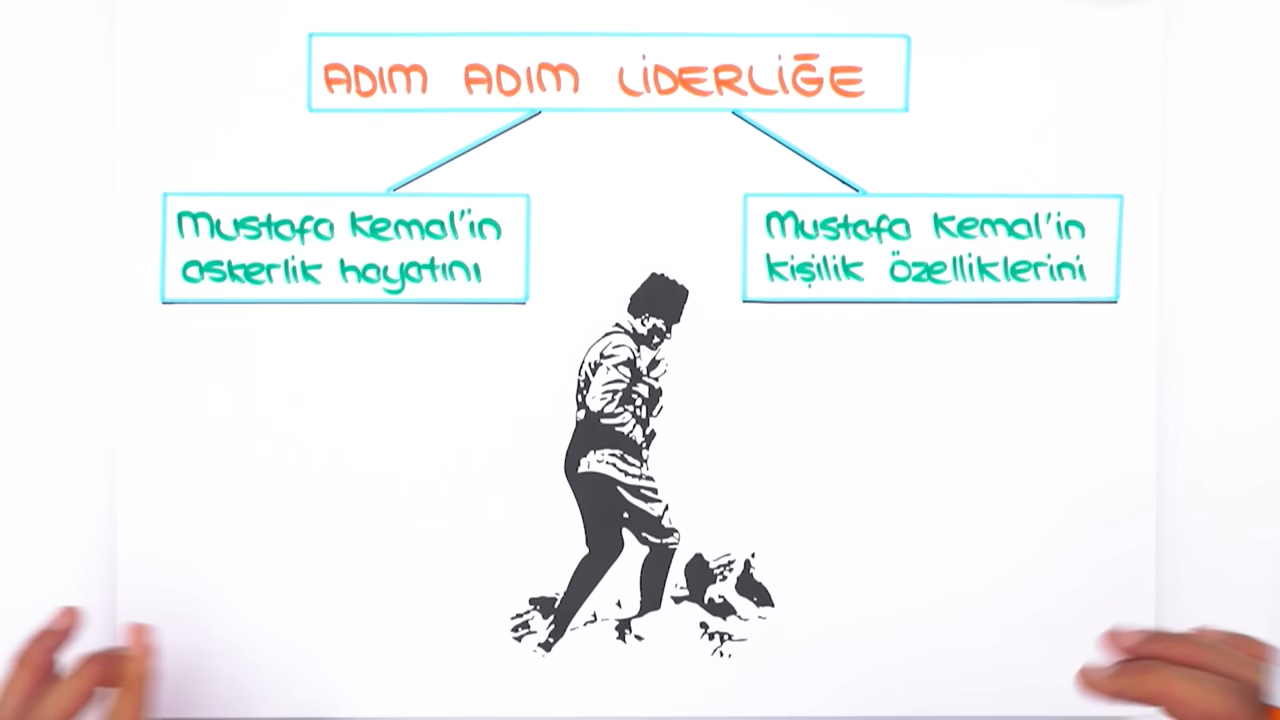 ADIM ADIM LİDERLİĞE
Mustafa Kemal'in
askerlik hayatını
Mustafa Kemal'in
kişilik özelliklerini